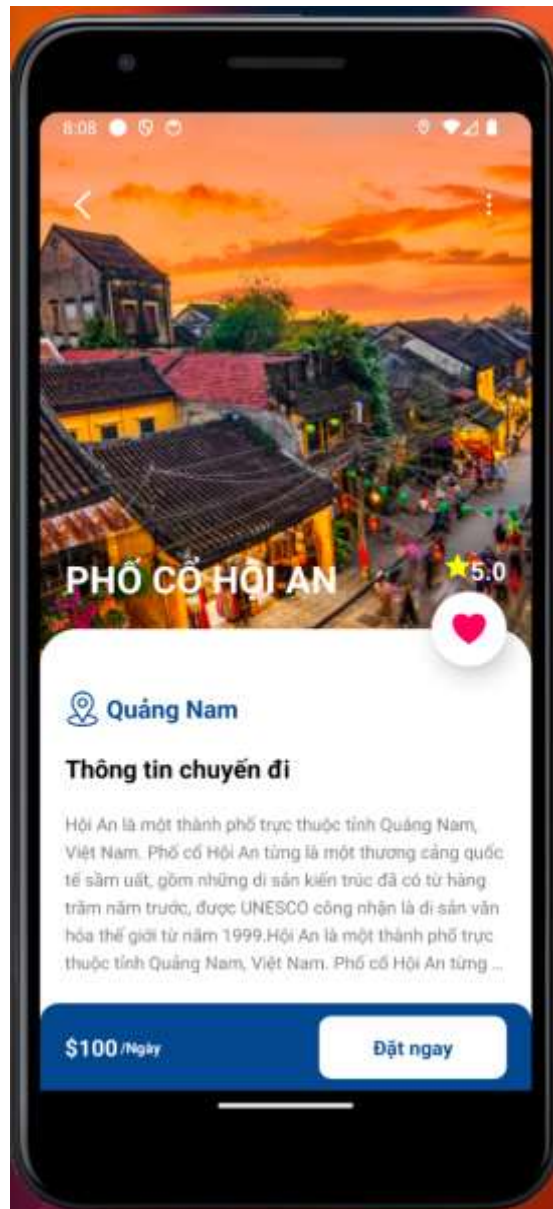 8:08
PHỐ CỔ HỘI AN
5.0
Quảng Nam
Thông tin chuyến đi
Hội An là một thành phố trực thuộc tỉnh Quảng Nam,
Việt Nam. Phố cổ Hội An từng là một thương cảng quốc
tế sầm uất, gồm những di sản kiến trúc đã có từ hàng
trăm năm trước, được UNESCO công nhận là di sản văn
hóa thế giới từ năm 1999.Hội An là một thành phố trực
thuộc tỉnh Quảng Nam, Việt Nam. Phố cổ Hội An từng ...
$100 /Ngày
Đặt ngay